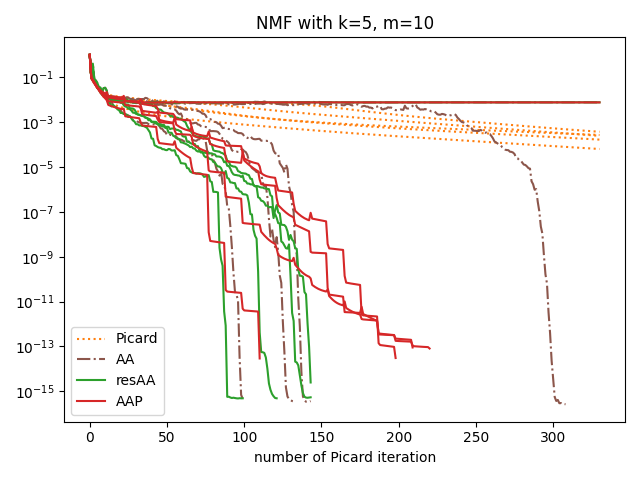 NMF with k=5, m=10
10⁻¹
10⁻³
10⁻⁵
10⁻⁷
10⁻⁹
10⁻¹¹
10⁻¹³
10⁻¹⁵
Picard
AA
resAA
AAP
0 50 100 150 200 250 300
number of Picard iteration